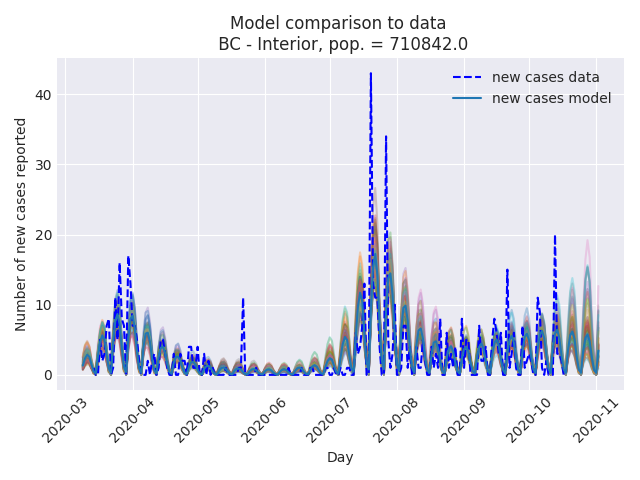 Model comparison to data
BC - Interior, pop. = 710842.0
new cases data
new cases model
Number of new cases reported
40
30
20
10
0
2020-03
2020-04
2020-05
2020-06
2020-07
2020-08
2020-09
2020-10
2020-11
Day